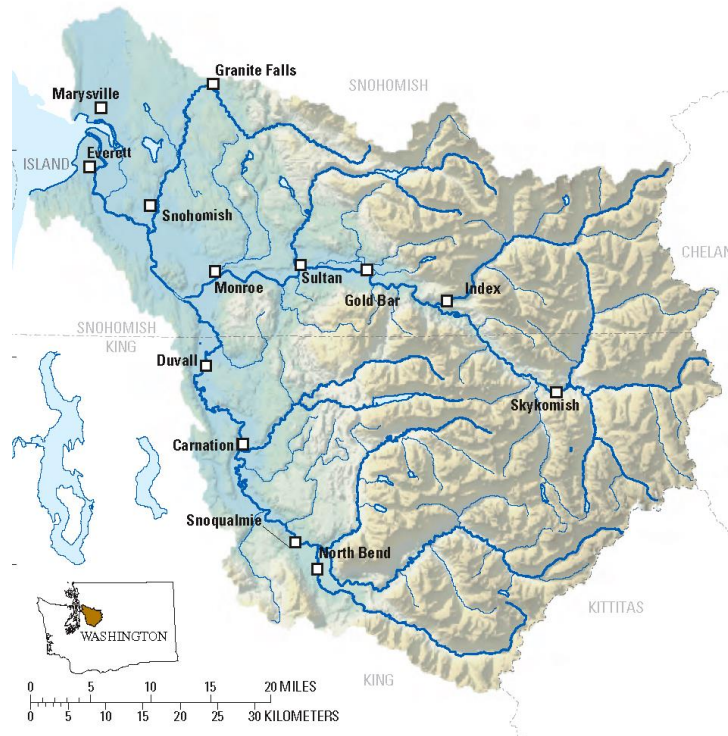 Granite Falls
SNOHOMISH
Marysville
ISLAND
Everett
Snohomish
CHELAN
Monroe
Sultan
Gold Bar
Index
SNOHOMISH
KING
Duvall
Skykomish
Carnation
Snoqualmie
North Bend
KITTITAS
WASHINGTON
KING
0 5 10 15 20 MILES
0 5 10 15 20 25 30 KILOMETERS